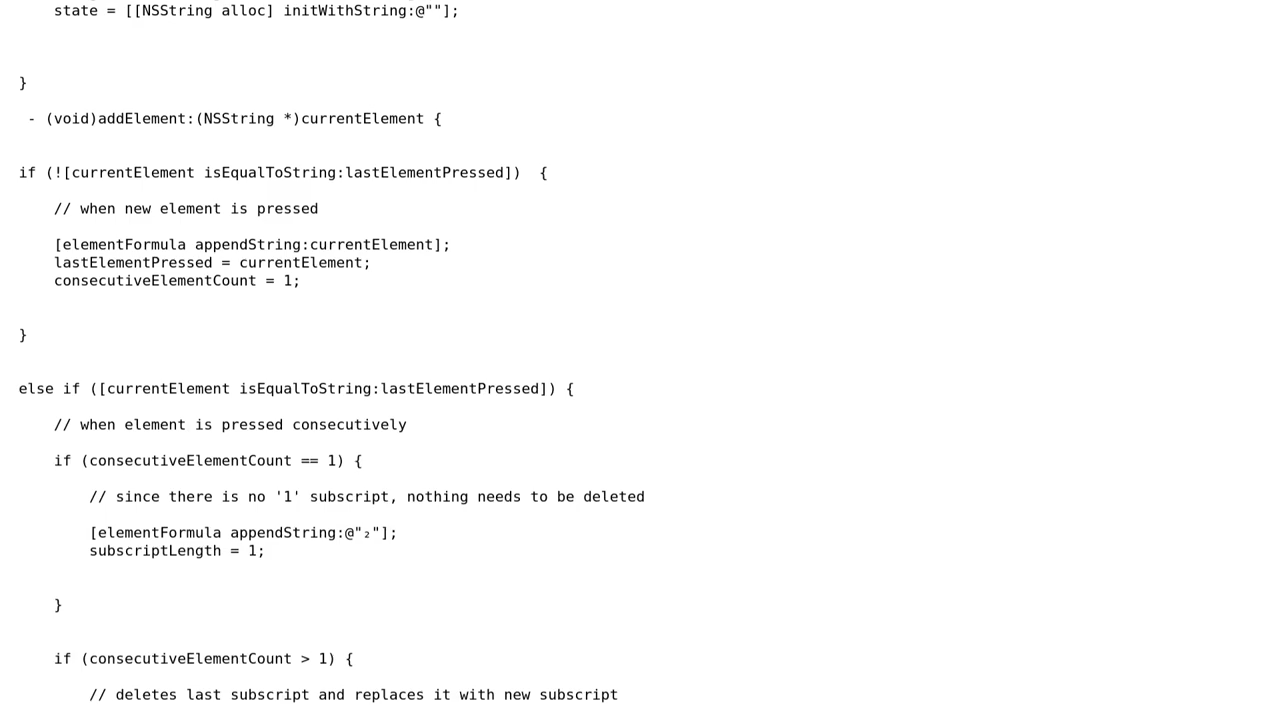 state = [[NSString alloc] initWithString:@""];
}
- (void)addElement:(NSString *)currentElement {
if (![currentElement isEqualToString:lastElementPressed])  {
// when new element is pressed
[elementFormula appendString:currentElement];
lastElementPressed = currentElement;
consecutiveElementCount = 1;
}
else if ([currentElement isEqualToString:lastElementPressed]) {
// when element is pressed consecutively
if (consecutiveElementCount == 1) {
// since there is no '1' subscript, nothing needs to be deleted
[elementFormula appendString:@"₂"];
subscriptLength = 1;
}
if (consecutiveElementCount > 1) {
// deletes last subscript and replaces it with new subscript